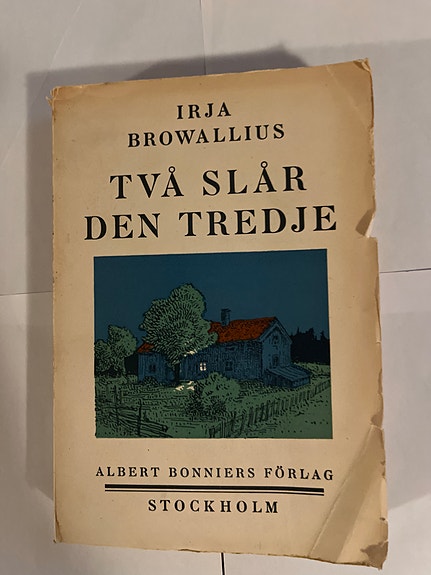 IRJA
BROWALLIUS
TVÅ SLÅR
DEN TREDJE
ALBERT BONNIERS FÖRLAG
STOCKHOLM